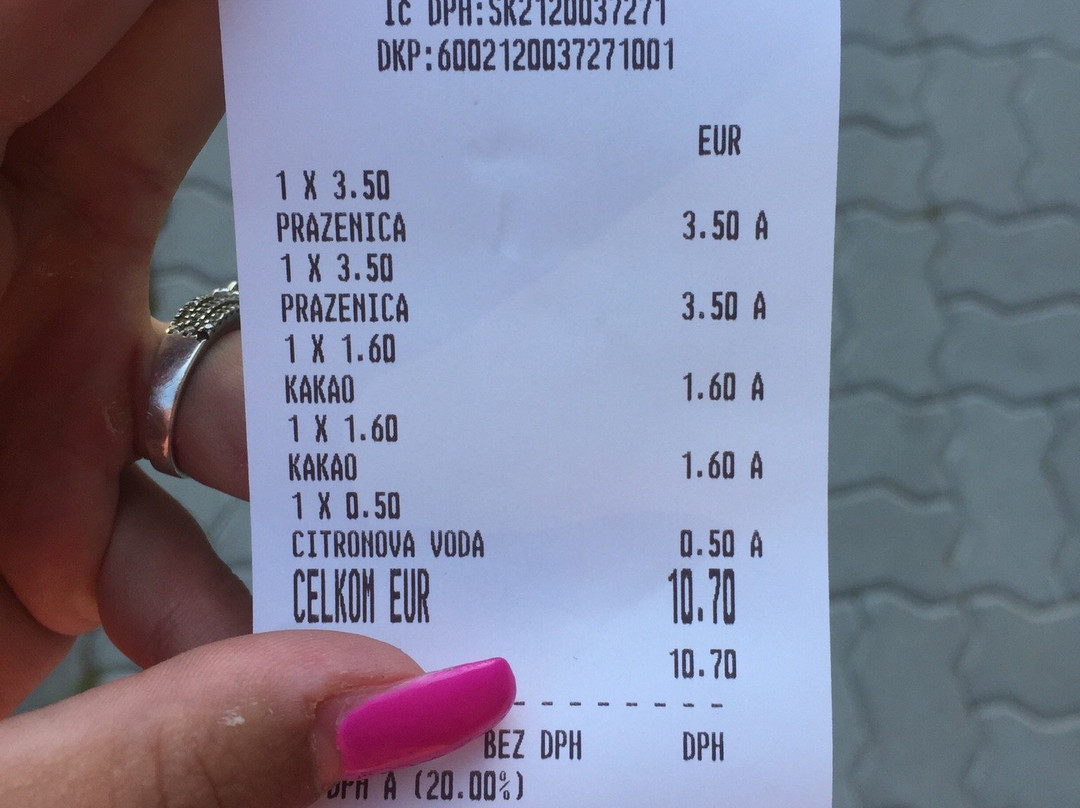 IC DPH:SK2120037271
DKP:6002120037271001
EUR
1 X 3.50
PRAZENICA 3.50 A
1 X 3.50
PRAZENICA 3.50 A
1 X 1.60
KAKAO 1.60 A
1 X 1.60
KAKAO 1.60 A
1 X 0.50
CITRONOVA VODA 0.50 A
CELKOM EUR 10.70
10.70
- - - - - - - -
BEZ DPH DPH
DPH A (20.00%)